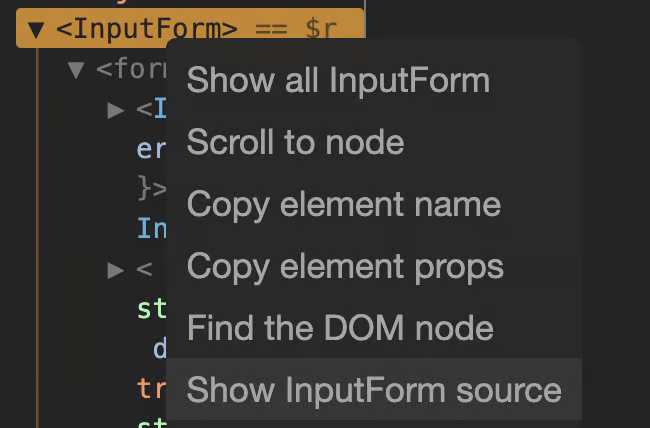 ▼ <InputForm> == $r
▼ <form
Show all InputForm
▶ <I
Scroll to node
er
}>
Copy element name
In
▶ <
Copy element props
st
Find the DOM node
d
tr
Show InputForm source
st